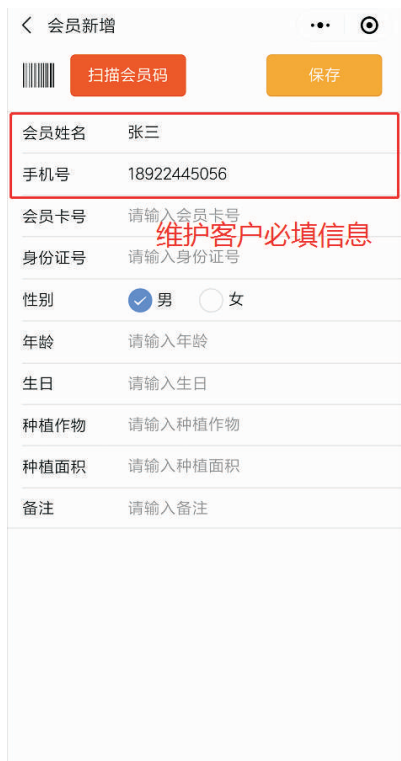 会员新增
扫描会员码
保存
会员姓名 张三
手机号 18922445056
会员卡号 请输入会员卡号
维护客户必填信息
身份证号 请输入身份证号
性别 男 女
年龄 请输入年龄
生日 请输入生日
种植作物 请输入种植作物
种植面积 请输入种植面积
备注 请输入备注